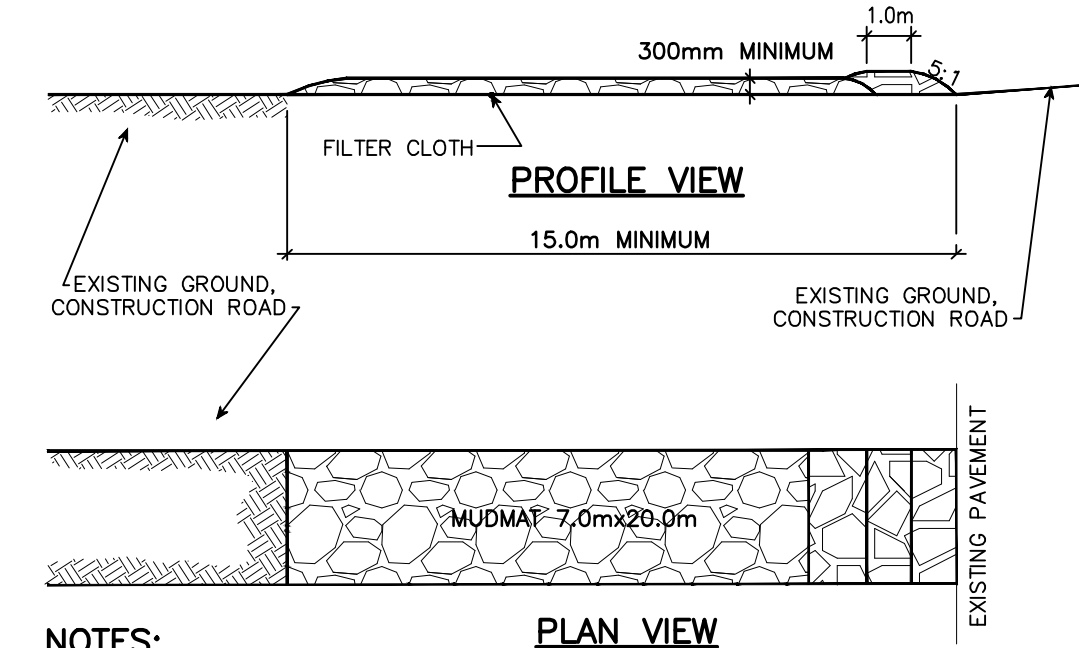 1.0m
300mm MINIMUM
5:1
FILTER CLOTH
PROFILE VIEW
15.0m MINIMUM
EXISTING GROUND,
CONSTRUCTION ROAD
EXISTING GROUND,
CONSTRUCTION ROAD
EXISTING PAVEMENT
MUDMAT 7.0mx20.0m
PLAN VIEW
NOTES: